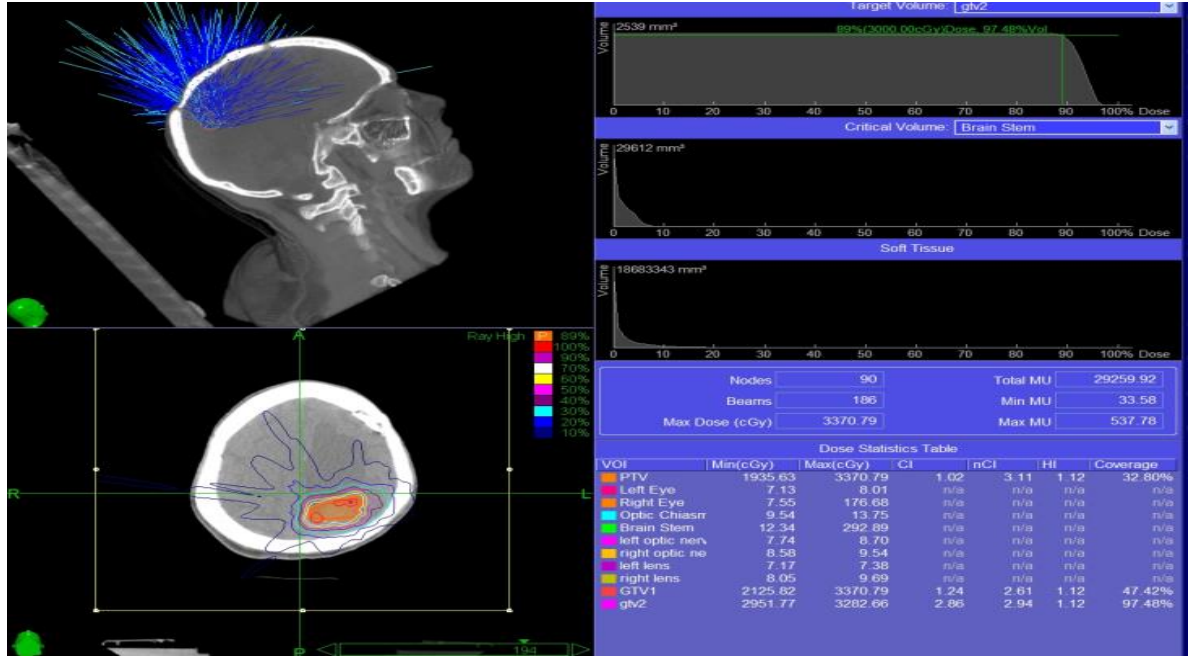 Target Volume: gtv2
Volume
2539 mm³
89%(3000.00cGy)Dose, 97.48%Vol
0 10 20 30 40 50 60 70 80 90 100% Dose
Critical Volume: Brain Stem
Volume
29612 mm³
0 10 20 30 40 50 60 70 80 90 100% Dose
Soft Tissue
Volume
18683343 mm³
0 10 20 30 40 50 60 70 80 90 100% Dose
A
R
L
P
Ray High P 89%
100%
90%
70%
60%
50%
40%
30%
20%
10%
194
Nodes 90 Total MU 29259.92
Beams 186 Min MU 33.58
Max Dose (cGy) 3370.79 Max MU 537.78
Dose Statistics Table
VOI Min(cGy) Max(cGy) CI nCI HI Coverage
PTV 1935.63 3370.79 1.02 3.11 1.12 32.80%
Left Eye 7.13 8.01 n/a n/a n/a n/a
Right Eye 7.55 176.68 n/a n/a n/a n/a
Optic Chiasm 9.54 13.75 n/a n/a n/a n/a
Brain Stem 12.34 292.89 n/a n/a n/a n/a
left optic nerv 7.74 8.70 n/a n/a n/a n/a
right optic ne 8.58 9.54 n/a n/a n/a n/a
left lens 7.17 7.38 n/a n/a n/a n/a
right lens 8.05 9.69 n/a n/a n/a n/a
GTV1 2125.82 3370.79 1.24 2.61 1.12 47.42%
gtv2 2951.77 3282.66 2.86 2.94 1.12 97.48%